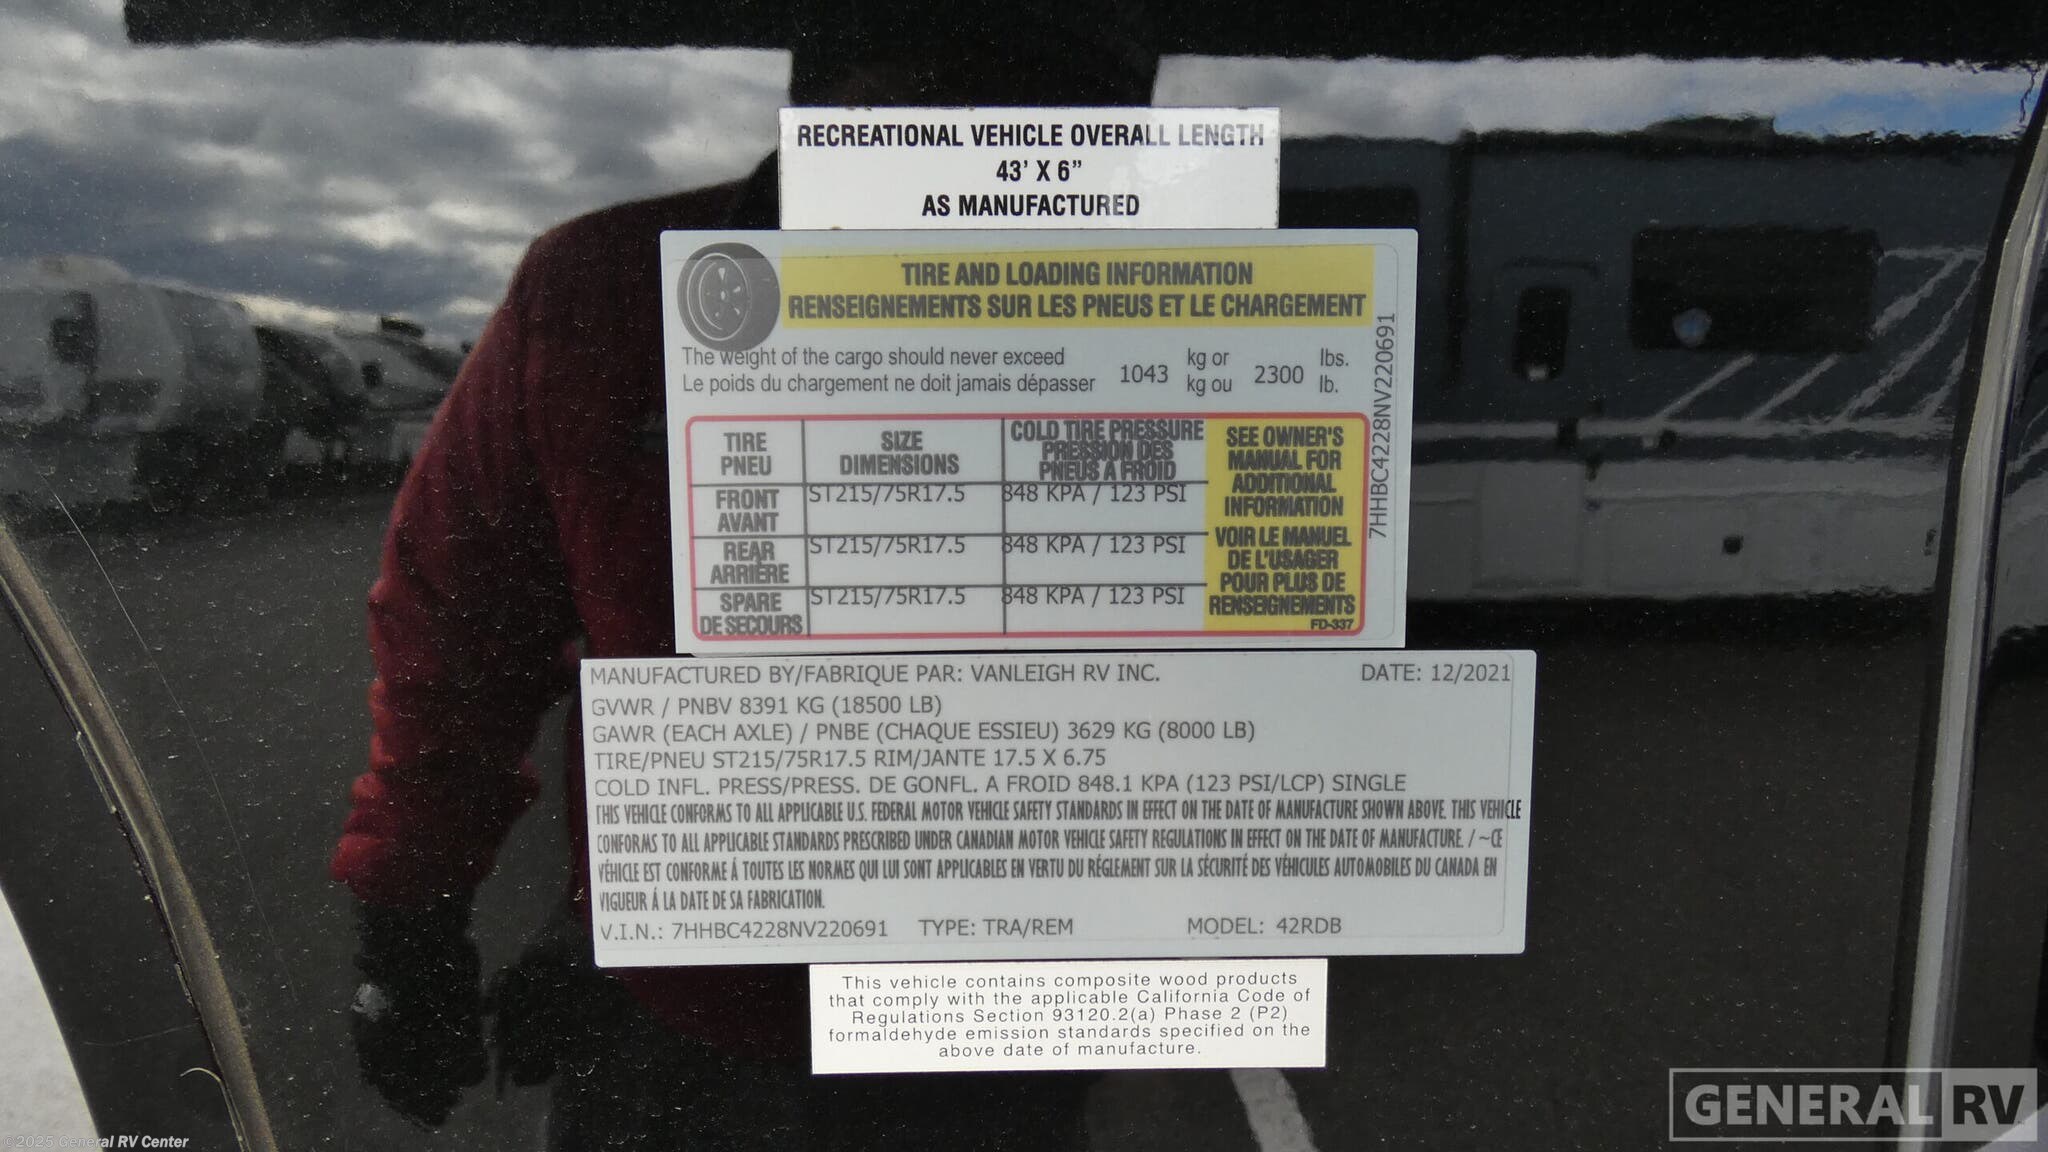 RECREATIONAL VEHICLE OVERALL LENGTH
43' X 6"
AS MANUFACTURED
TIRE AND LOADING INFORMATION
RENSEIGNEMENTS SUR LES PNEUS ET LE CHARGEMENT
The weight of the cargo should never exceed 1043 kg or 2300 lbs.
Le poids du chargement ne doit jamais dépasser kg ou lb.
TIRE
PNEU
SIZE
DIMENSIONS
COLD TIRE PRESSURE
PRESSION DES
PNEUS A FROID
FRONT
AVANT
ST215/75R17.5
848 KPA / 123 PSI
REAR
ARRIÈRE
ST215/75R17.5
848 KPA / 123 PSI
SPARE
DE SECOURS
ST215/75R17.5
848 KPA / 123 PSI
SEE OWNER'S
MANUAL FOR
ADDITIONAL
INFORMATION
VOIR LE MANUEL
DE L'USAGER
POUR PLUS DE
RENSEIGNEMENTS
FD-337
7HHBC4228NV220691
MANUFACTURED BY/FABRIQUE PAR: VANLEIGH RV INC. DATE: 12/2021
GVWR / PNBV 8391 KG (18500 LB)
GAWR (EACH AXLE) / PNBE (CHAQUE ESSIEU) 3629 KG (8000 LB)
TIRE/PNEU ST215/75R17.5 RIM/JANTE 17.5 X 6.75
COLD INFL. PRESS/PRESS. DE GONFL. A FROID 848.1 KPA (123 PSI/LCP) SINGLE
THIS VEHICLE CONFORMS TO ALL APPLICABLE U.S. FEDERAL MOTOR VEHICLE SAFETY STANDARDS IN EFFECT ON THE DATE OF MANUFACTURE SHOWN ABOVE. THIS VEHICLE
CONFORMS TO ALL APPLICABLE STANDARDS PRESCRIBED UNDER CANADIAN MOTOR VEHICLE SAFETY REGULATIONS IN EFFECT ON THE DATE OF MANUFACTURE. / ~CE
VÉHICLE EST CONFORME Á TOUTES LES NORMES QUI LUI SONT APPLICABLES EN VERTU DU RÉGLEMENT SUR LA SÉCURITÉ DES VÉHICULES AUTOMOBILES DU CANADA EN
VIGUEUR Á LA DATE DE SA FABRICATION.
V.I.N.: 7HHBC4228NV220691 TYPE: TRA/REM MODEL: 42RDB
This vehicle contains composite wood products
that comply with the applicable California Code of
Regulations Section 93120.2(a) Phase 2 (P2)
formaldehyde emission standards specified on the
above date of manufacture.
GENERAL RV
©2025 General RV Center